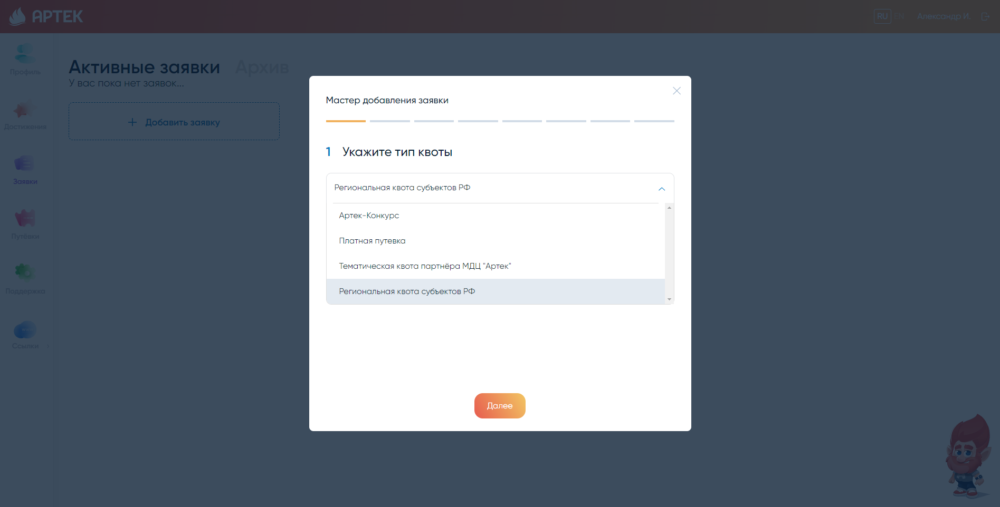 АРТЕК
RU
EN
Александр И.
Профиль
Достижения
Заявки
Путёвки
Поддержка
Ссылки
Активные заявки
Архив
У вас пока нет заявок...
+ Добавить заявку
Мастер добавления заявки
1 Укажите тип квоты
Региональная квота субъектов РФ
Артек-Конкурс
Платная путевка
Тематическая квота партнёра МДЦ "Артек"
Региональная квота субъектов РФ
Далее